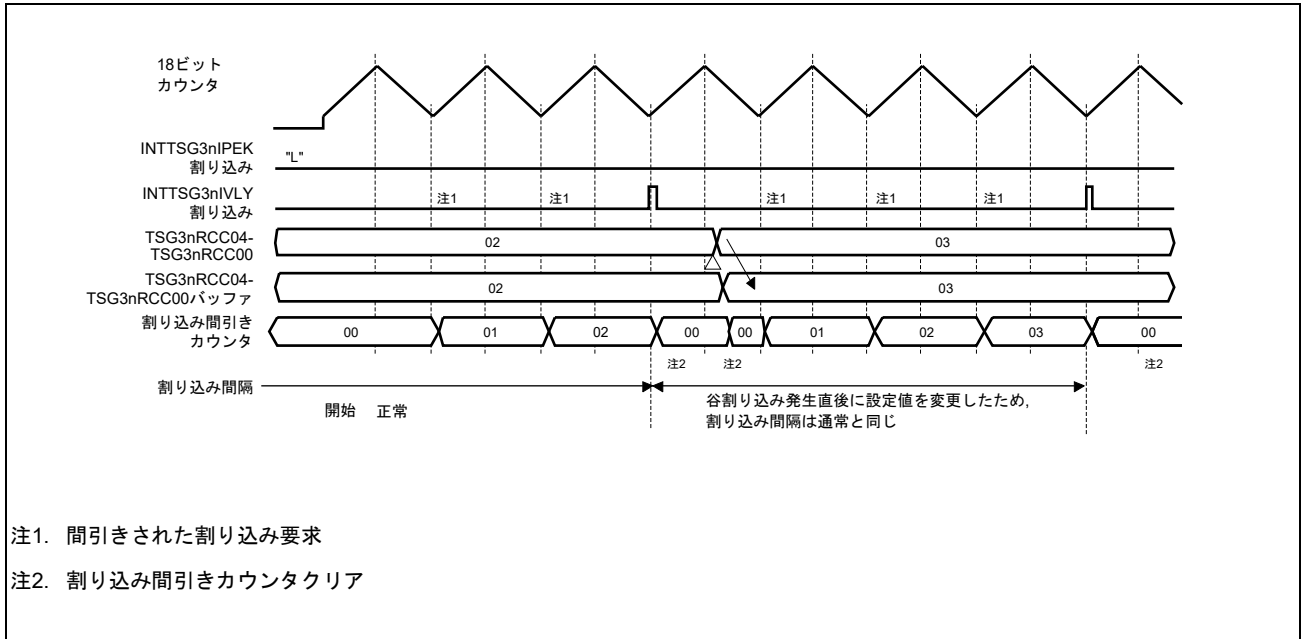 18ビット
カウンタ
INTTSG3nIPEK
割り込み
"L"
INTTSG3nIVLY
割り込み
注1
注1
注1
注1
注1
TSG3nRCC04-
TSG3nRCC00
02
03
TSG3nRCC04-
TSG3nRCC00バッファ
02
03
割り込み間引き
カウンタ
00
01
02
00
00
01
02
03
00
注2
注2
注2
割り込み間隔
開始 正常
谷割り込み発生直後に設定値を変更したため,
割り込み間隔は通常と同じ
注1. 間引きされた割り込み要求
注2. 割り込み間引きカウンタクリア